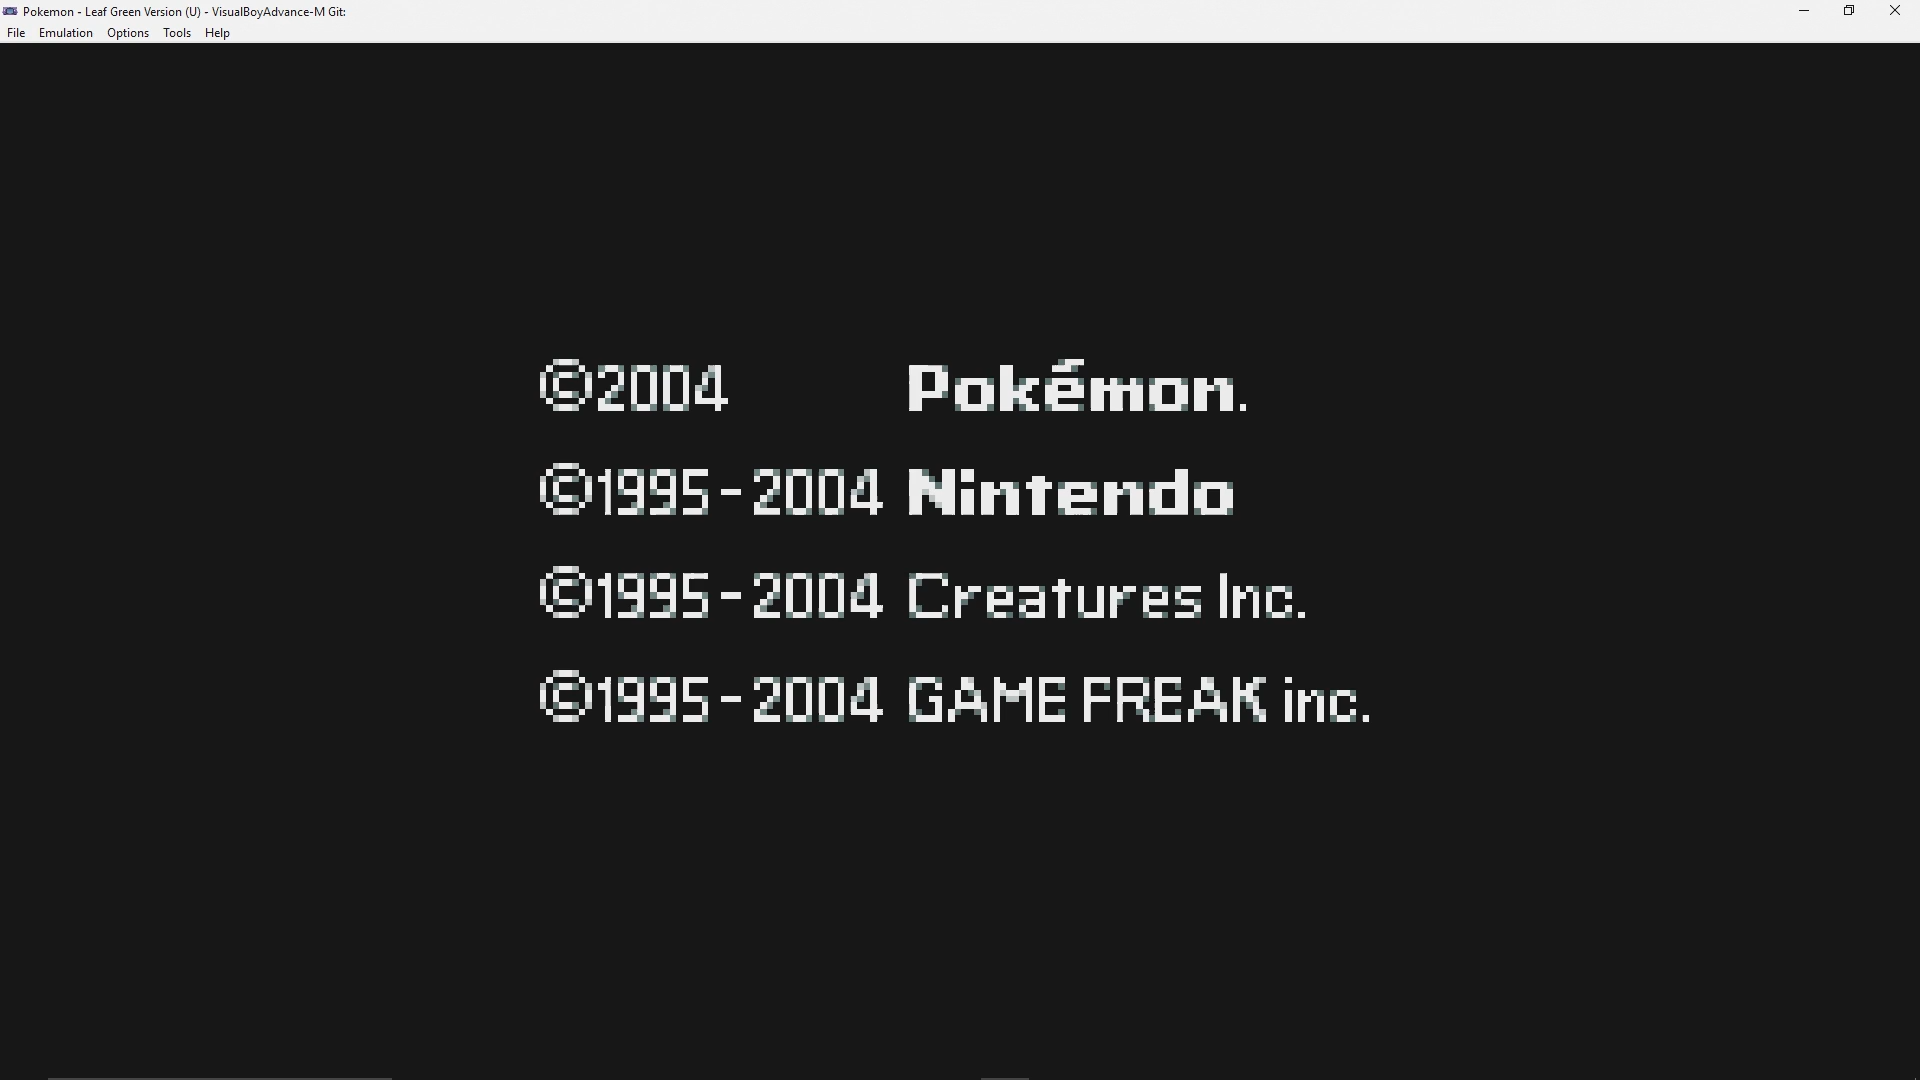 Pokemon - Leaf Green Version (U) - VisualBoyAdvance-M Git:
File Emulation Options Tools Help
©2004 Pokémon.
©1995-2004 Nintendo
©1995-2004 Creatures Inc.
©1995-2004 GAME FREAK inc.